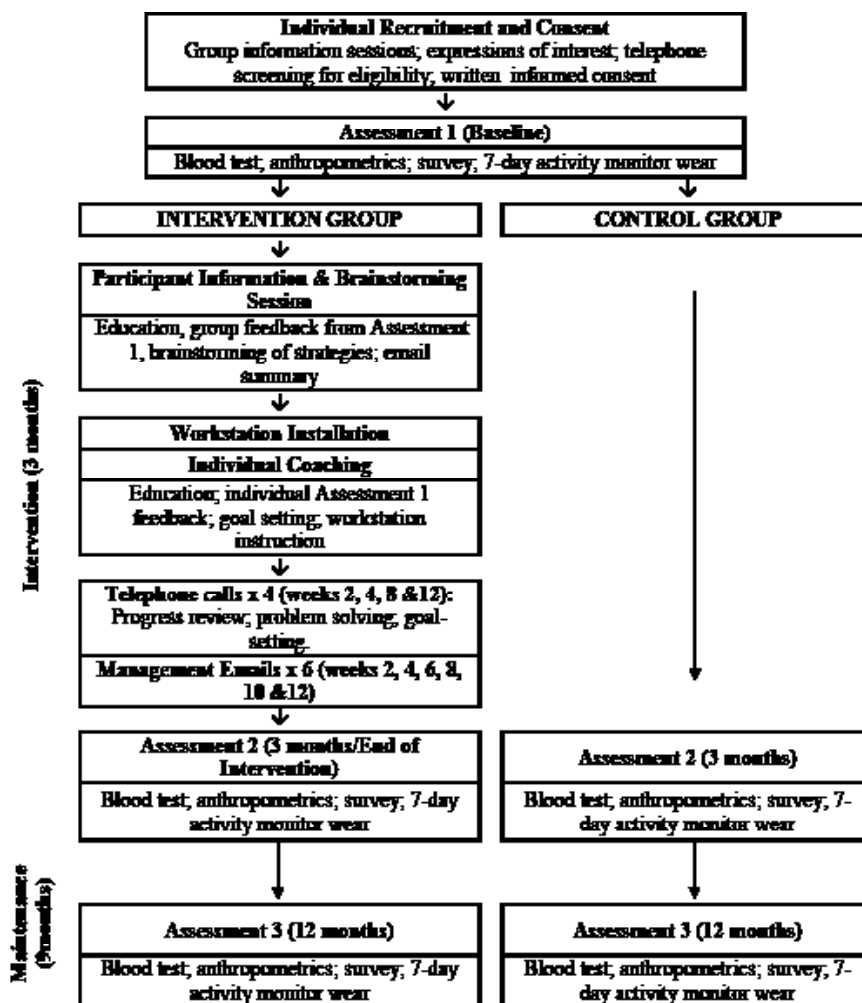 Individual Recruitment and Consent
Group information sessions; expressions of interest; telephone
screening for eligibility; written informed consent
Assessment 1 (Baseline)
Blood test; anthropometrics; survey; 7-day activity monitor wear
INTERVENTION GROUP
CONTROL GROUP
Participant Information & Brainstorming
Session
Education, group feedback from Assessment
1, brainstorming of strategies; email
summary
Workstation Installation
Individual Coaching
Education; individual Assessment 1
feedback; goal setting; workstation
instruction
Telephone calls x 4 (weeks 2, 4, 8 &12):
Progress review; problem solving; goal-
setting.
Management Emails x 6 (weeks 2, 4, 6, 8,
10 &12)
Intervention (3 months)
Assessment 2 (3 months/End of
Intervention)
Blood test; anthropometrics; survey; 7-day
activity monitor wear
Assessment 2 (3 months)
Blood test; anthropometrics; survey; 7-
day activity monitor wear
Maintenance
(9months)
Assessment 3 (12 months)
Blood test; anthropometrics; survey; 7-day
activity monitor wear
Assessment 3 (12 months)
Blood test; anthropometrics; survey; 7-
day activity monitor wear